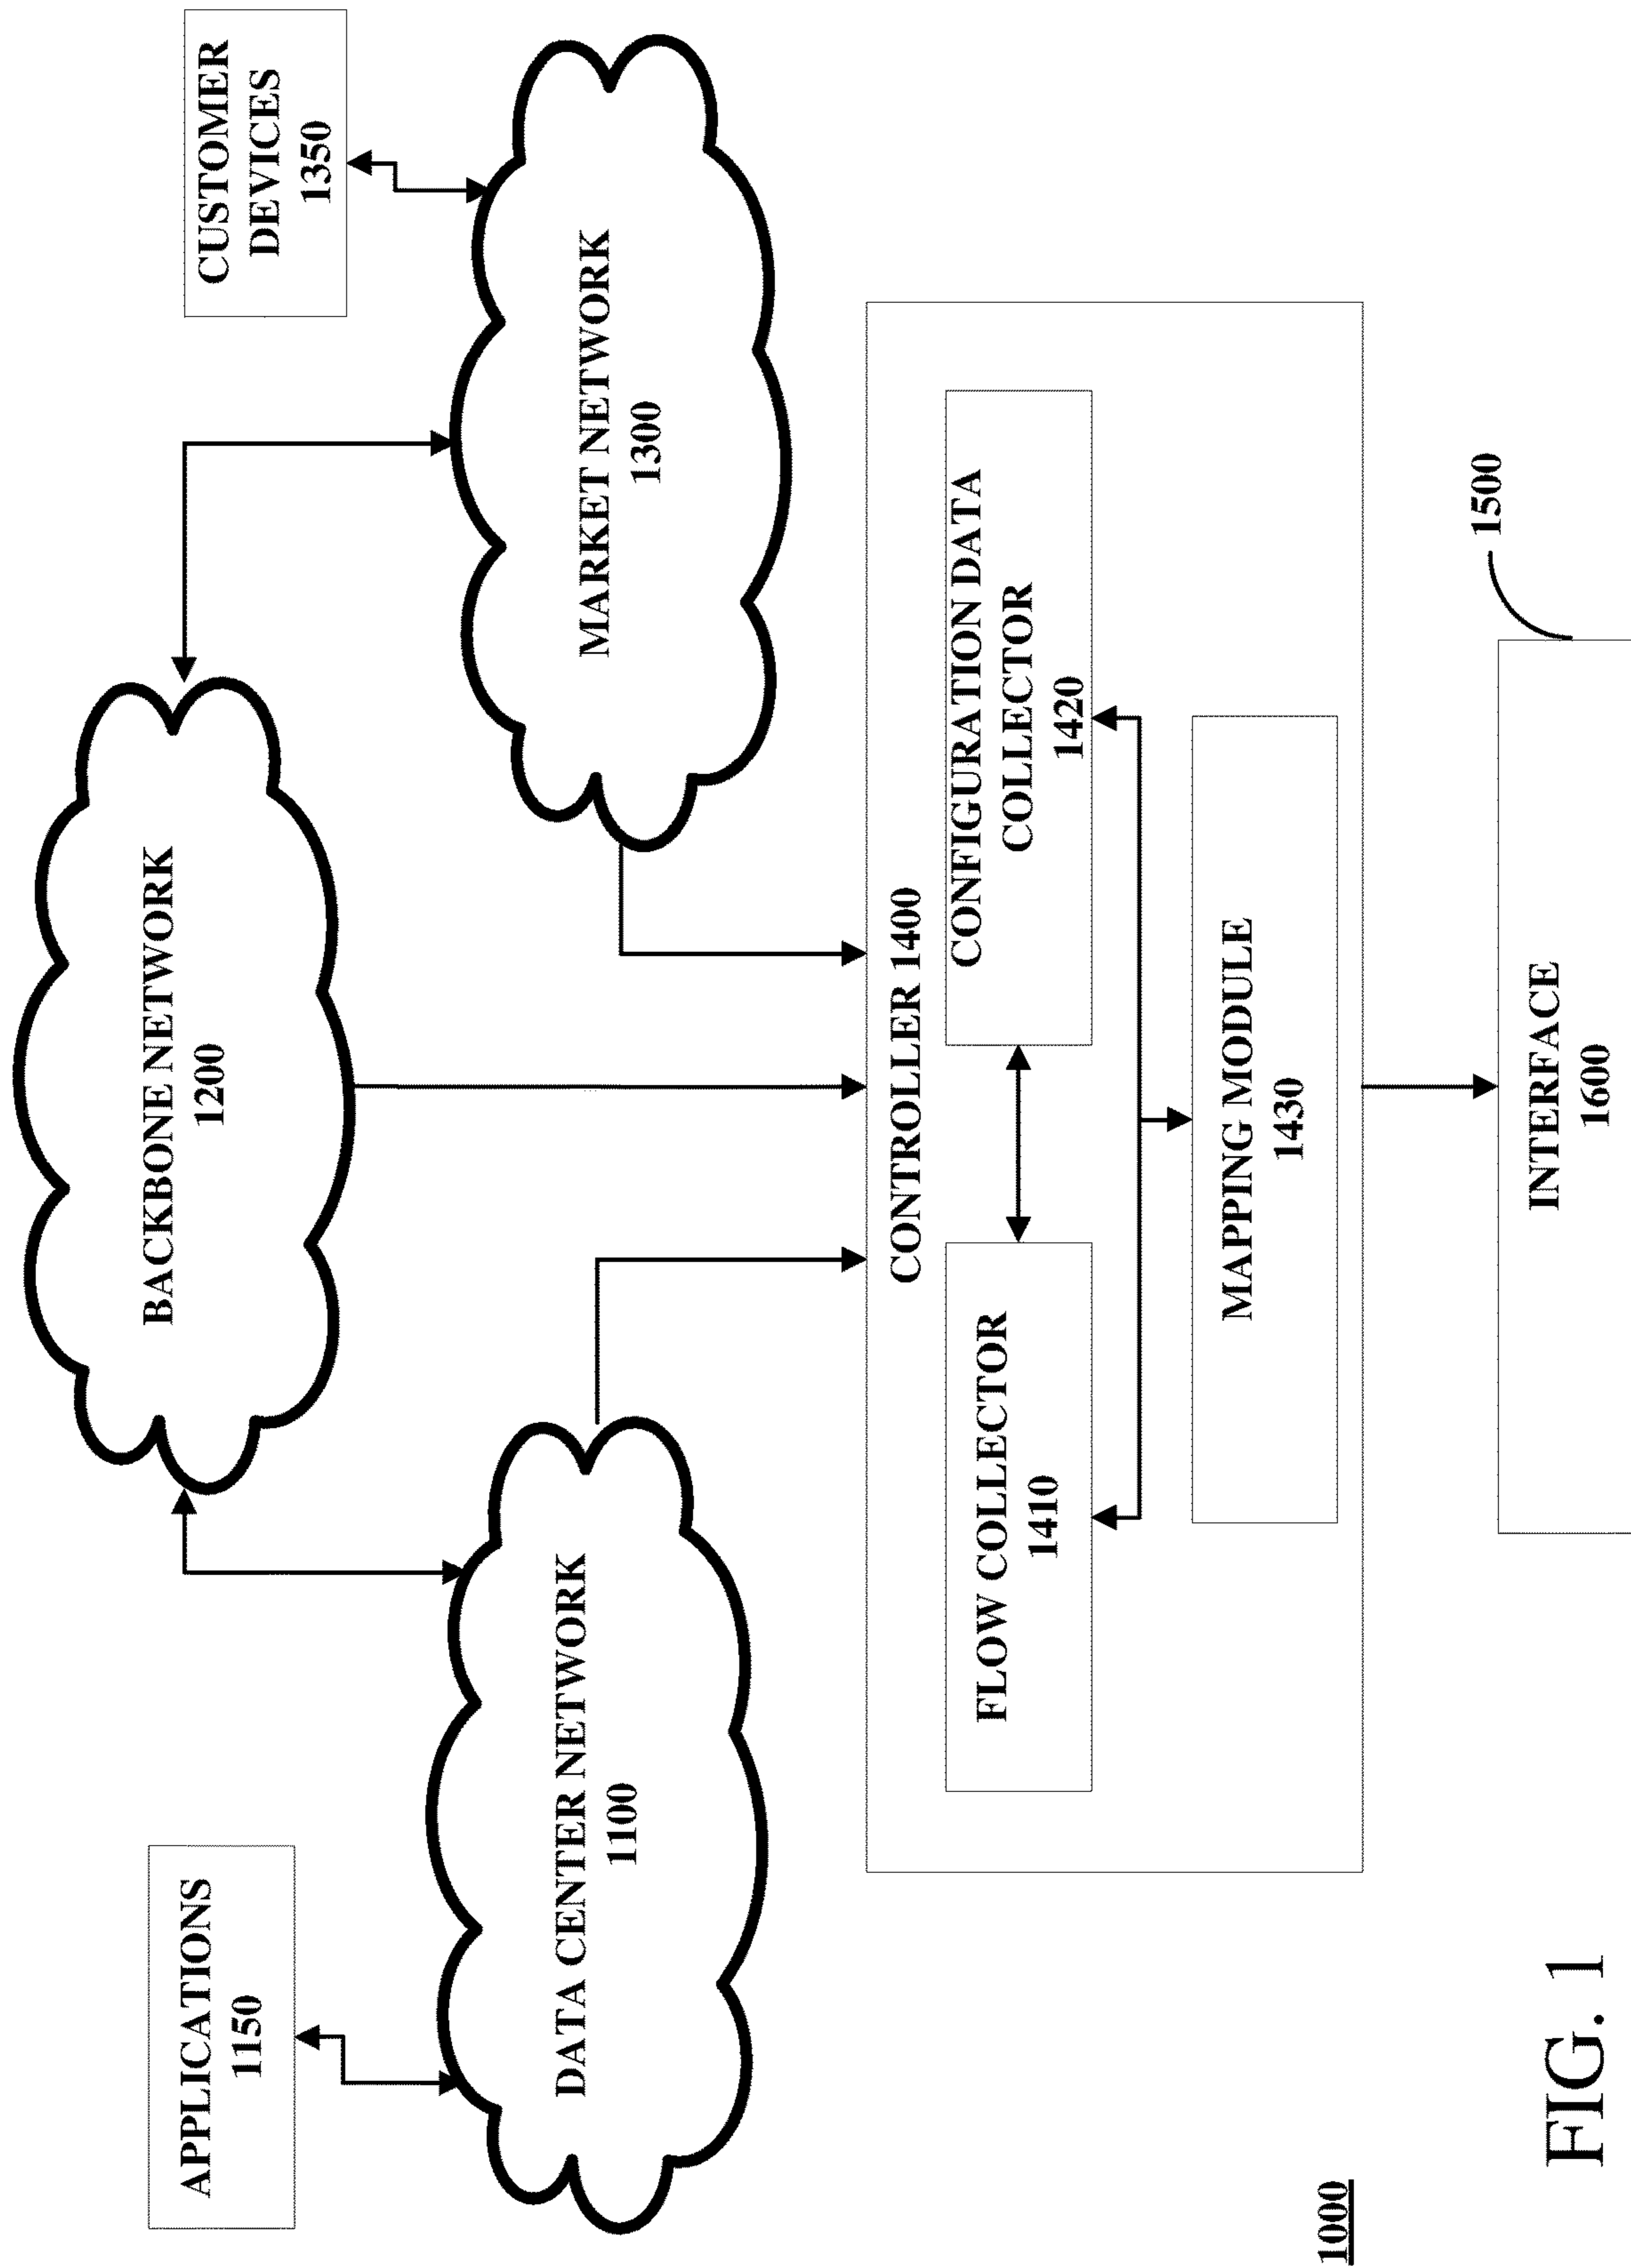 BACKBONE NETWORK
1200
APPLICATIONS
1150
CUSTOMER
DEVICES
1350
DATA CENTER NETWORK
1100
MARKET NETWORK
1300
CONTROLLER 1400
FLOW COLLECTOR
1410
CONFIGURATION DATA
COLLECTOR
1420
MAPPING MODULE
1430
1000
1500
INTERFACE
1600
FIG. 1